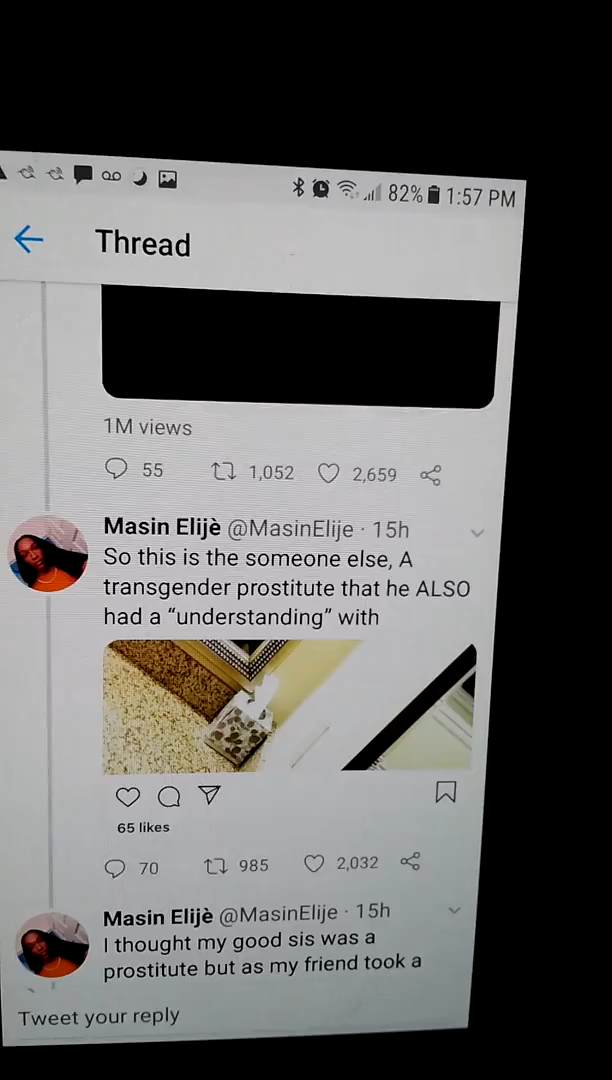 82% 1:57 PM
Thread
1M views
55 1,052 2,659
Masin Elijè @MasinElije · 15h
So this is the someone else, A
transgender prostitute that he ALSO
had a “understanding” with
65 likes
70 985 2,032
Masin Elijè @MasinElije · 15h
I thought my good sis was a
prostitute but as my friend took a
Tweet your reply